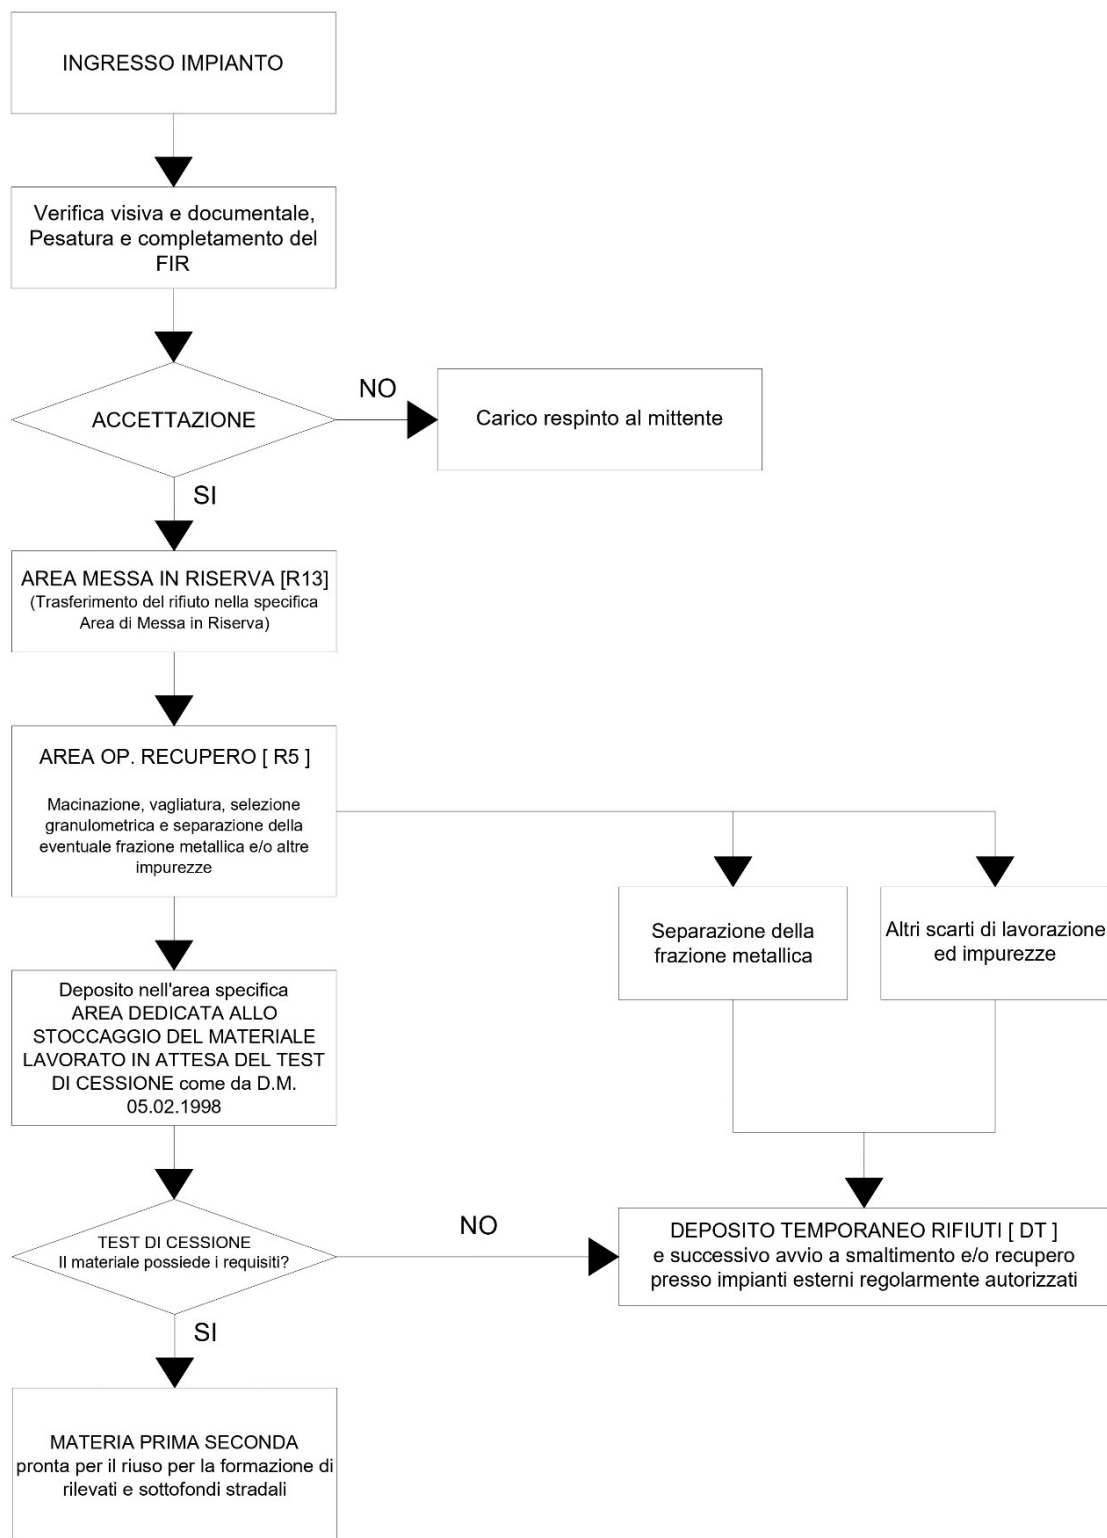 INGRESSO IMPIANTO
Verifica visiva e documentale,
Pesatura e completamento del
FIR
ACCETTAZIONE
NO
Carico respinto al mittente
SI
AREA MESSA IN RISERVA [R13]
(Trasferimento del rifiuto nella specifica
Area di Messa in Riserva)
AREA OP. RECUPERO [ R5 ]
Macinazione, vagliatura, selezione
granulometrica e separazione della
eventuale frazione metallica e/o altre
impurezze
Separazione della
frazione metallica
Altri scarti di lavorazione
ed impurezze
Deposito nell'area specifica
AREA DEDICATA ALLO
STOCCAGGIO DEL MATERIALE
LAVORATO IN ATTESA DEL TEST
DI CESSIONE come da D.M.
05.02.1998
TEST DI CESSIONE
Il materiale possiede i requisiti?
NO
DEPOSITO TEMPORANEO RIFIUTI [ DT ]
e successivo avvio a smaltimento e/o recupero
presso impianti esterni regolarmente autorizzati
SI
MATERIA PRIMA SECONDA
pronta per il riuso per la formazione di
rilevati e sottofondi stradali